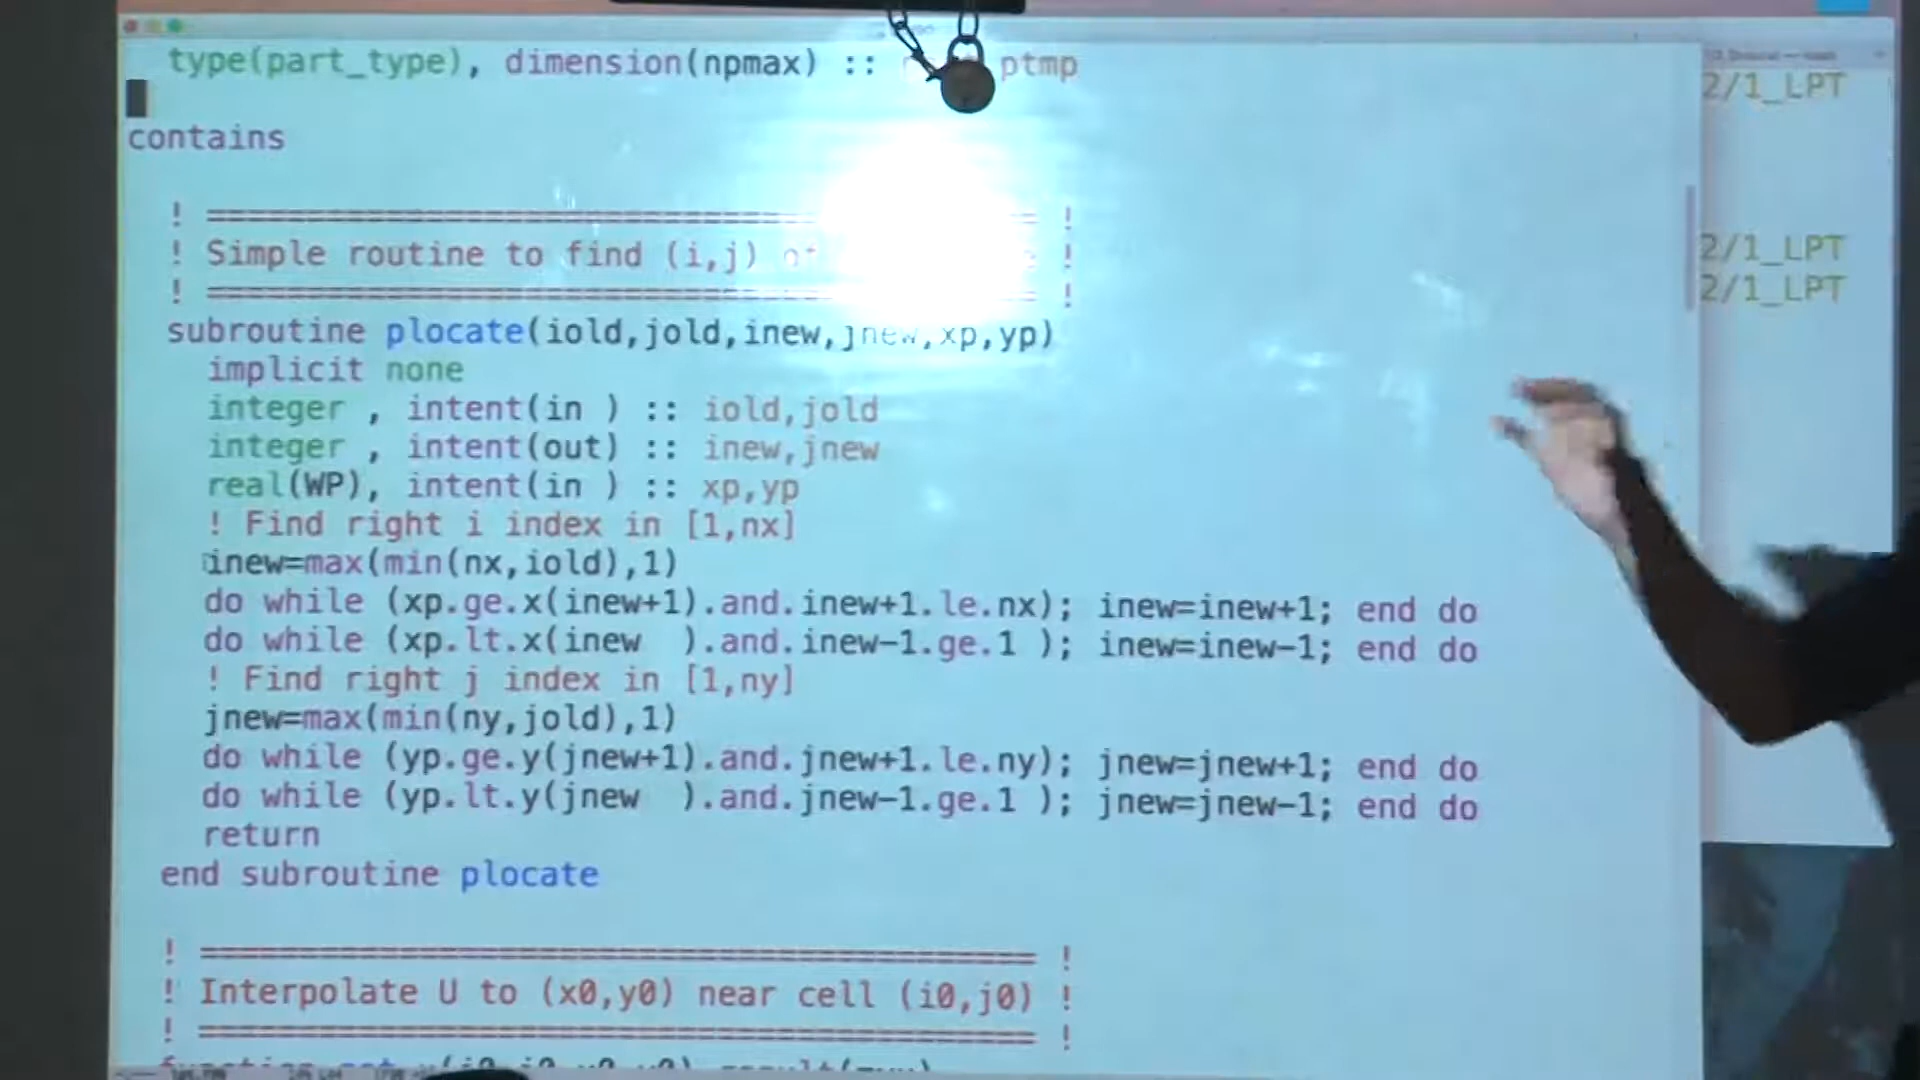 type(part_type), dimension(npmax) :: ptmp
contains
! ================================ !
! Simple routine to find (i,j) !
! ================================ !
subroutine plocate(iold,jold,inew,jnew,xp,yp)
implicit none
integer , intent(in ) :: iold,jold
integer , intent(out) :: inew,jnew
real(WP), intent(in ) :: xp,yp
! Find right i index in [1,nx]
inew=max(min(nx,iold),1)
do while (xp.ge.x(inew+1).and.inew+1.le.nx); inew=inew+1; end do
do while (xp.lt.x(inew  ).and.inew-1.ge.1 ); inew=inew-1; end do
! Find right j index in [1,ny]
jnew=max(min(ny,jold),1)
do while (yp.ge.y(jnew+1).and.jnew+1.le.ny); jnew=jnew+1; end do
do while (yp.lt.y(jnew  ).and.jnew-1.ge.1 ); jnew=jnew-1; end do
return
end subroutine plocate
! ================================ !
! Interpolate U to (x0,y0) near cell (i0,j0) !
! ================================ !
2/1_LPT
2/1_LPT
2/1_LPT